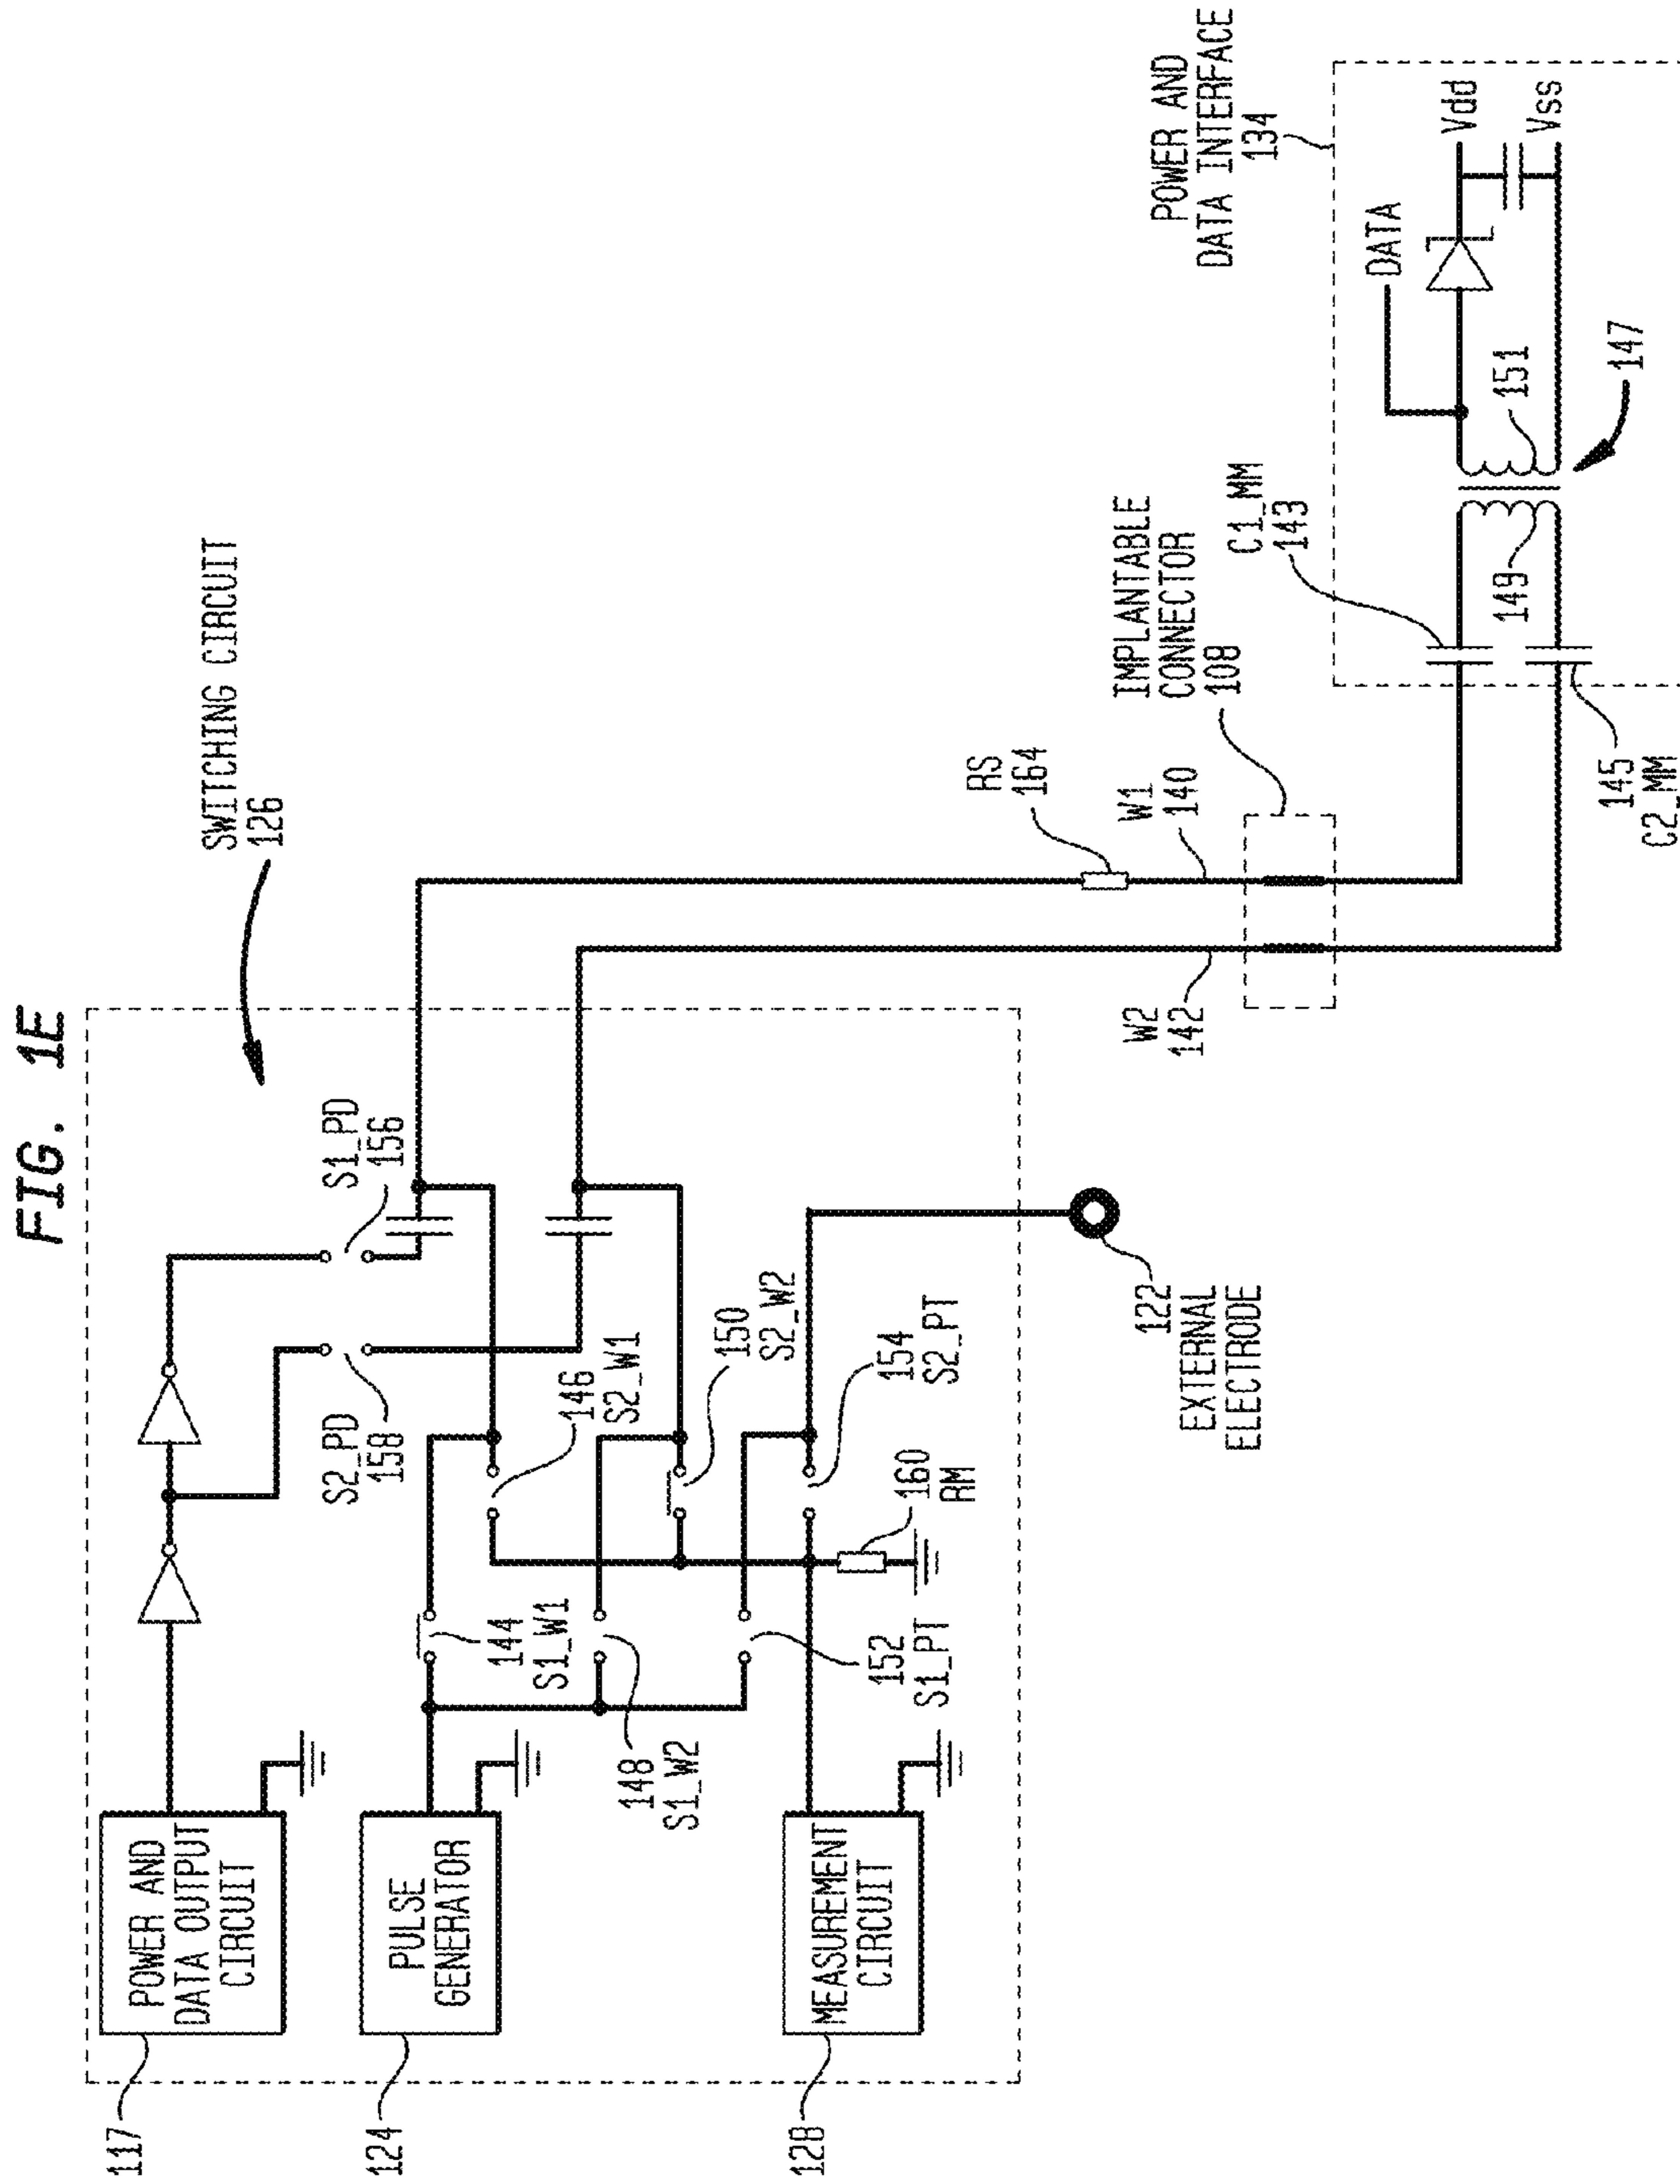 FIG. 1E
SWITCHING CIRCUIT
126
117
POWER AND
DATA OUTPUT
CIRCUIT
124
PULSE
GENERATOR
128
MEASUREMENT
CIRCUIT
S1_PD
156
S2_PD
158
144
S1_W1
146
S2_W1
148
S1_W2
150
S2_W2
152
S1_PT
154
S2_PT
160
RM
122
EXTERNAL
ELECTRODE
RS
164
W1
140
W2
142
IMPLANTABLE
CONNECTOR
108
C1_MM
143
145
C2_MM
POWER AND
DATA INTERFACE
134
DATA
Vdd
Vss
149
151
147